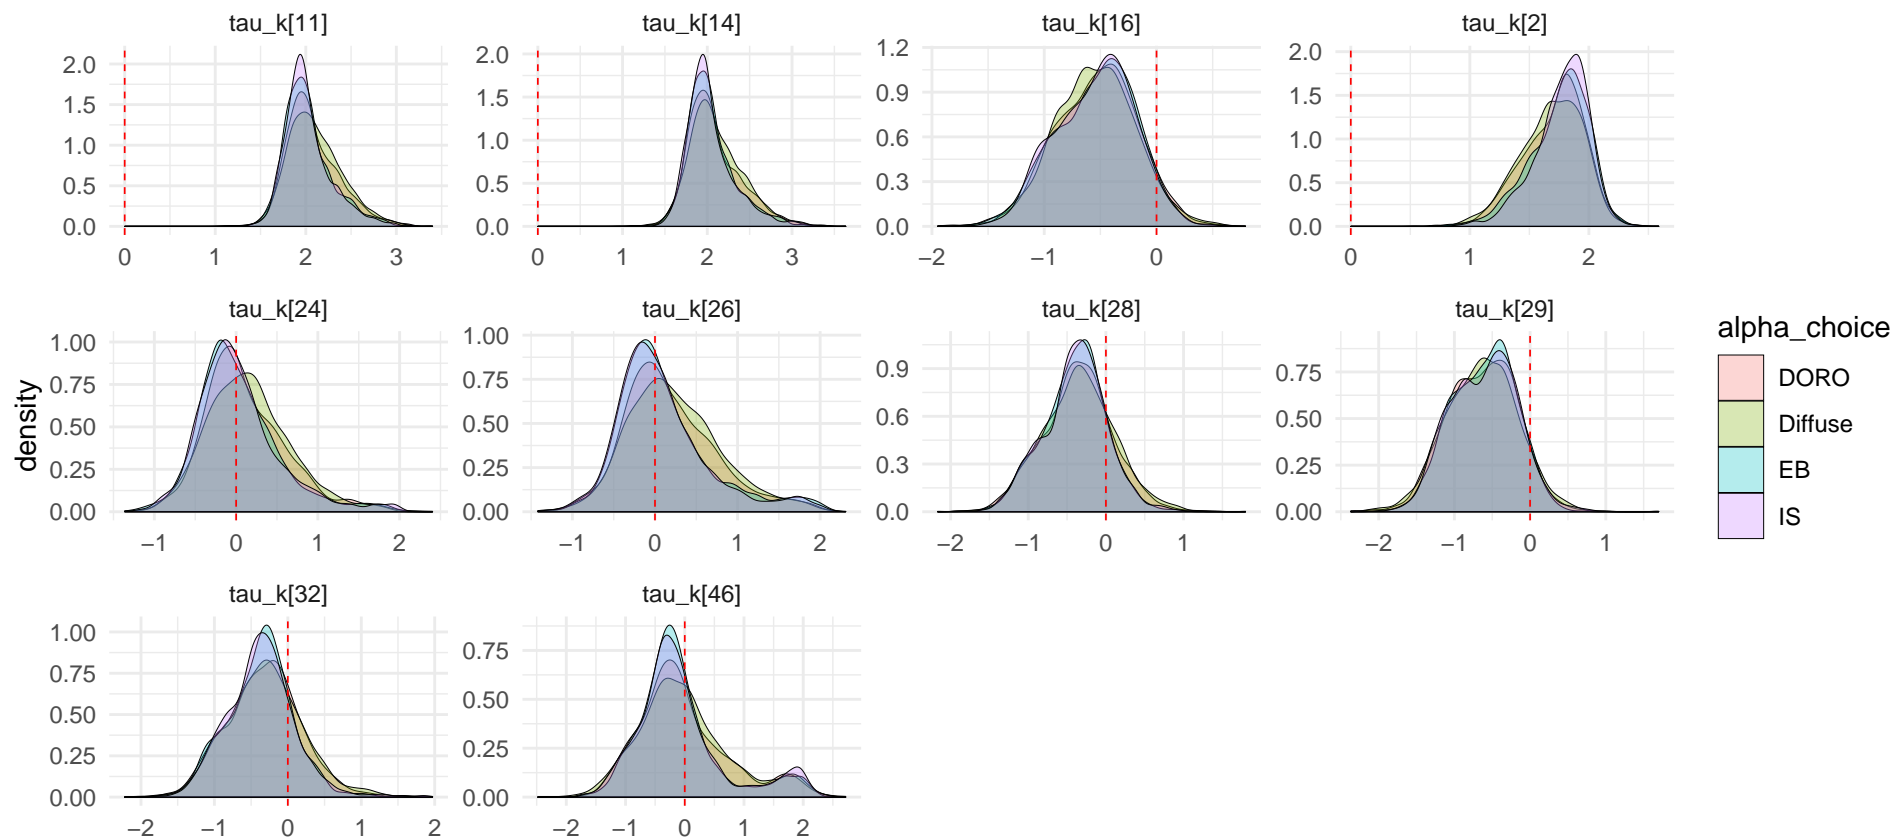 tau_k[11] tau_k[14] tau_k[16] tau_k[2]
2.0 1.5 1.0 0.5 0.0
0 1 2 3
2.0 1.5 1.0 0.5 0.0
0 1 2 3
1.2 0.9 0.6 0.3 0.0
−2 −1 0
2.0 1.5 1.0 0.5 0.0
0 1 2
tau_k[24] tau_k[26] tau_k[28] tau_k[29]
density
1.00 0.75 0.50 0.25 0.00
−1 0 1 2
1.00 0.75 0.50 0.25 0.00
−1 0 1 2
0.9 0.6 0.3 0.0
−2 −1 0 1
0.75 0.50 0.25 0.00
−2 −1 0 1
tau_k[32] tau_k[46]
1.00 0.75 0.50 0.25 0.00
−2 −1 0 1 2
0.75 0.50 0.25 0.00
−2 −1 0 1 2
alpha_choice
DORO
Diffuse
EB
IS